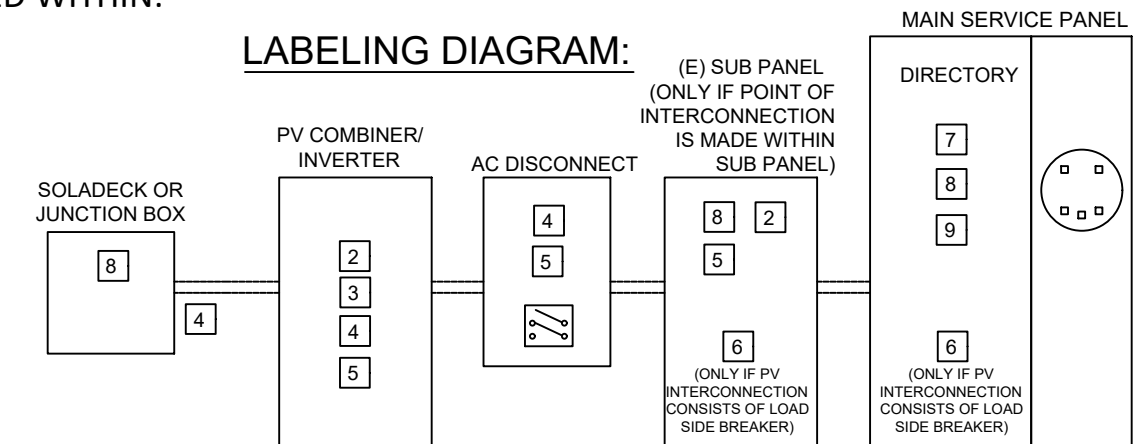 LABELING DIAGRAM:
MAIN SERVICE PANEL
SOLADECK OR
JUNCTION BOX
8
4
PV COMBINER/
INVERTER
2
3
4
5
AC DISCONNECT
4
5
(E) SUB PANEL
(ONLY IF POINT OF
INTERCONNECTION
IS MADE WITHIN
SUB PANEL)
8 2
5
6
(ONLY IF PV
INTERCONNECTION
CONSISTS OF LOAD
SIDE BREAKER)
DIRECTORY
7
8
9
6
(ONLY IF PV
INTERCONNECTION
CONSISTS OF LOAD
SIDE BREAKER)